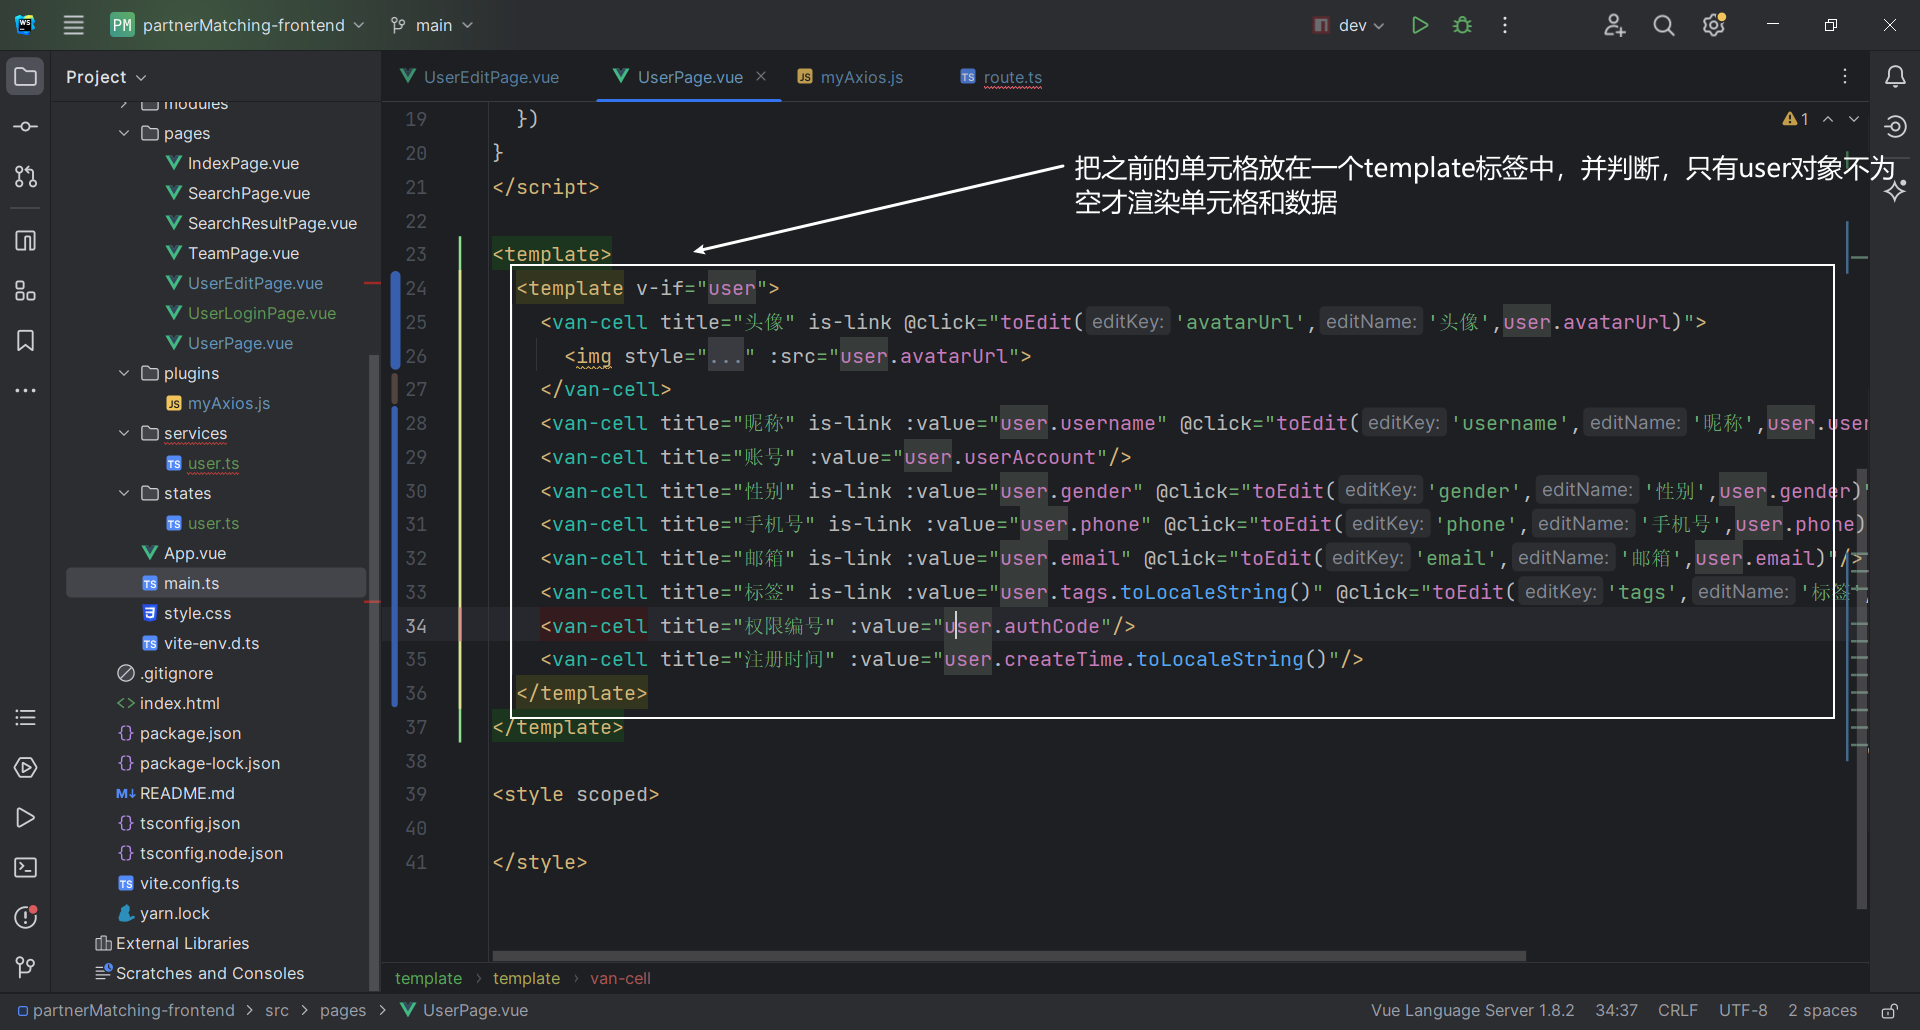 PM partnerMatching-frontend main dev
Project
UserEditPage.vue UserPage.vue myAxios.js route.ts
modules
pages
IndexPage.vue
SearchPage.vue
SearchResultPage.vue
TeamPage.vue
UserEditPage.vue
UserLoginPage.vue
UserPage.vue
plugins
myAxios.js
services
user.ts
states
user.ts
App.vue
main.ts
style.css
vite-env.d.ts
.gitignore
index.html
package.json
package-lock.json
README.md
tsconfig.json
tsconfig.node.json
vite.config.ts
yarn.lock
External Libraries
Scratches and Consoles
1
把之前的单元格放在一个template标签中，并判断，只有user对象不为
空才渲染单元格和数据
19 })
20 }
21 </script>
22
23 <template>
24 <template v-if="user">
25 <van-cell title="头像" is-link @click="toEdit( editKey: 'avatarUrl', editName: '头像',user.avatarUrl)">
26 <img style="..." :src="user.avatarUrl">
27 </van-cell>
28 <van-cell title="昵称" is-link :value="user.username" @click="toEdit( editKey: 'username', editName: '昵称',user.user
29 <van-cell title="账号" :value="user.userAccount"/>
30 <van-cell title="性别" is-link :value="user.gender" @click="toEdit( editKey: 'gender', editName: '性别',user.gender)"
31 <van-cell title="手机号" is-link :value="user.phone" @click="toEdit( editKey: 'phone', editName: '手机号',user.phone)
32 <van-cell title="邮箱" is-link :value="user.email" @click="toEdit( editKey: 'email', editName: '邮箱',user.email)"/>
33 <van-cell title="标签" is-link :value="user.tags.toLocaleString()" @click="toEdit( editKey: 'tags', editName: '标签',
34 <van-cell title="权限编号" :value="user.authCode"/>
35 <van-cell title="注册时间" :value="user.createTime.toLocaleString()"/>
36 </template>
37 </template>
38
39 <style scoped>
40
41 </style>
template > template > van-cell
partnerMatching-frontend > src > pages > UserPage.vue Vue Language Server 1.8.2 34:37 CRLF UTF-8 2 spaces